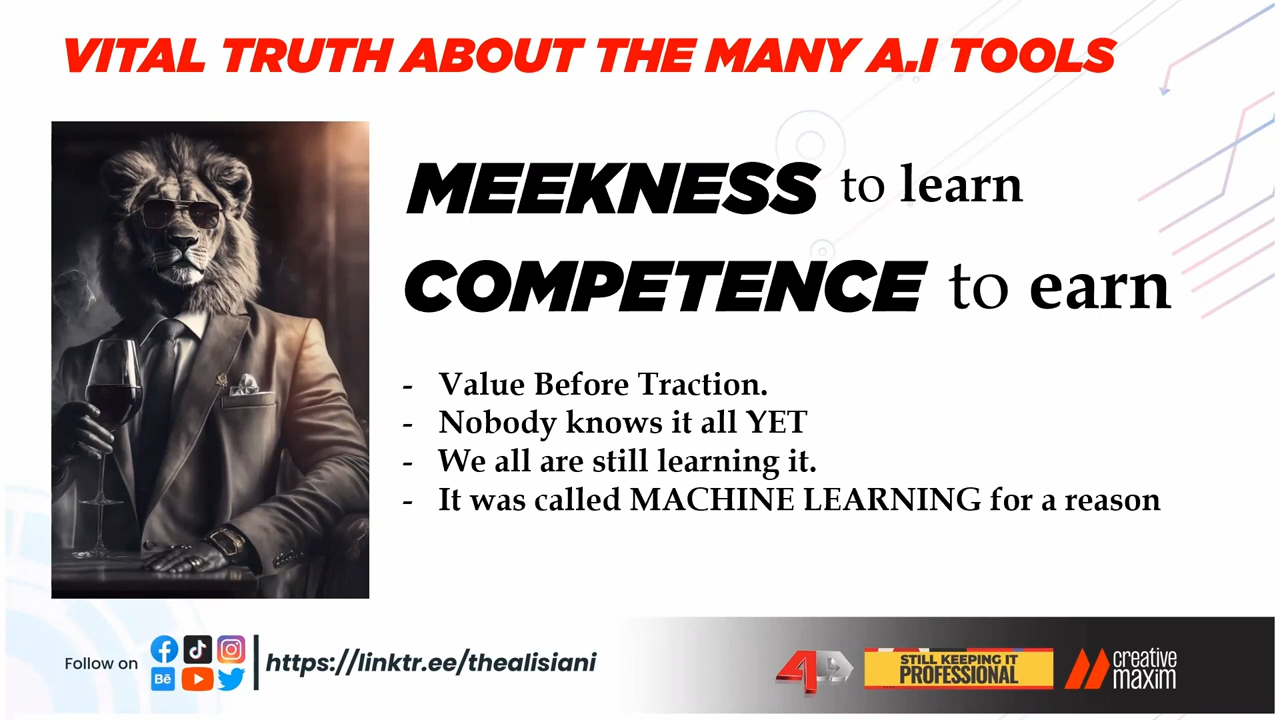 VITAL TRUTH ABOUT THE MANY A.I TOOLS
MEEKNESS to learn
COMPETENCE to earn
- Value Before Traction.
- Nobody knows it all YET
- We all are still learning it.
- It was called MACHINE LEARNING for a reason
Follow on
Bē
https://linktr.ee/thealisiani
4D
STILL KEEPING IT
PROFESSIONAL
creative
maxim